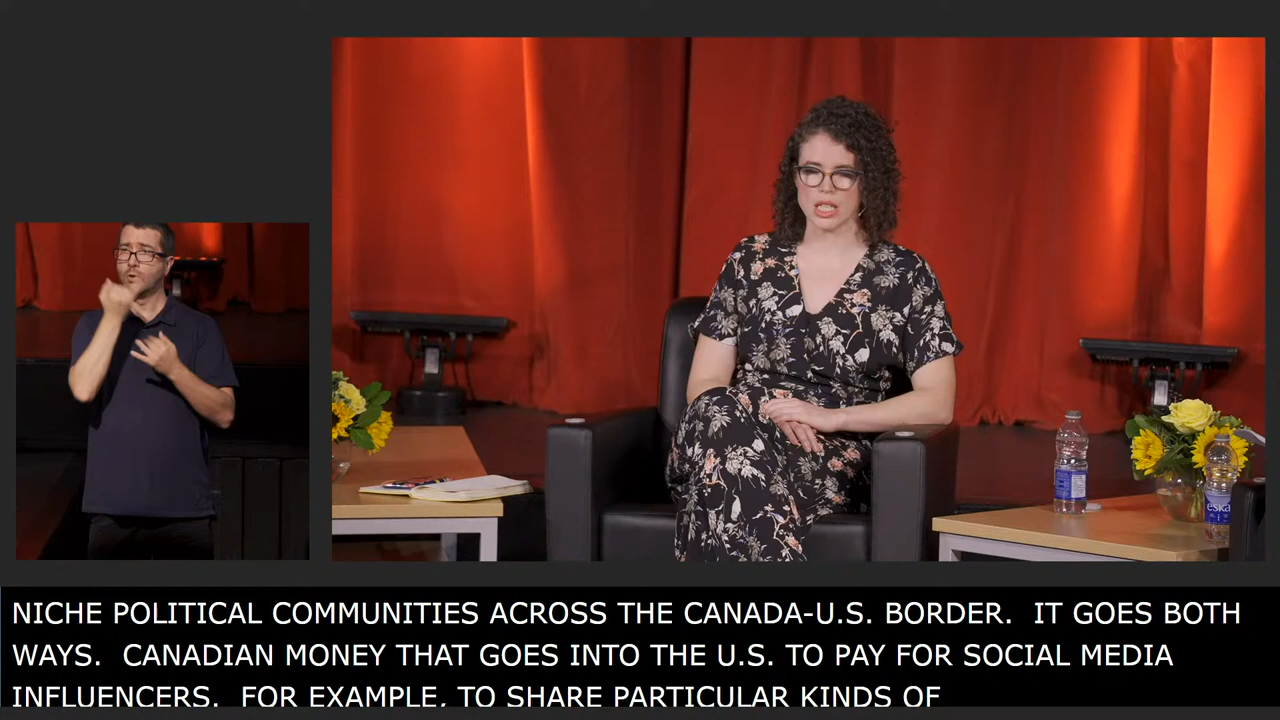 eska
NICHE POLITICAL COMMUNITIES ACROSS THE CANADA-U.S. BORDER.  IT GOES BOTH
WAYS.  CANADIAN MONEY THAT GOES INTO THE U.S. TO PAY FOR SOCIAL MEDIA
INFLUENCERS.  FOR EXAMPLE, TO SHARE PARTICULAR KINDS OF